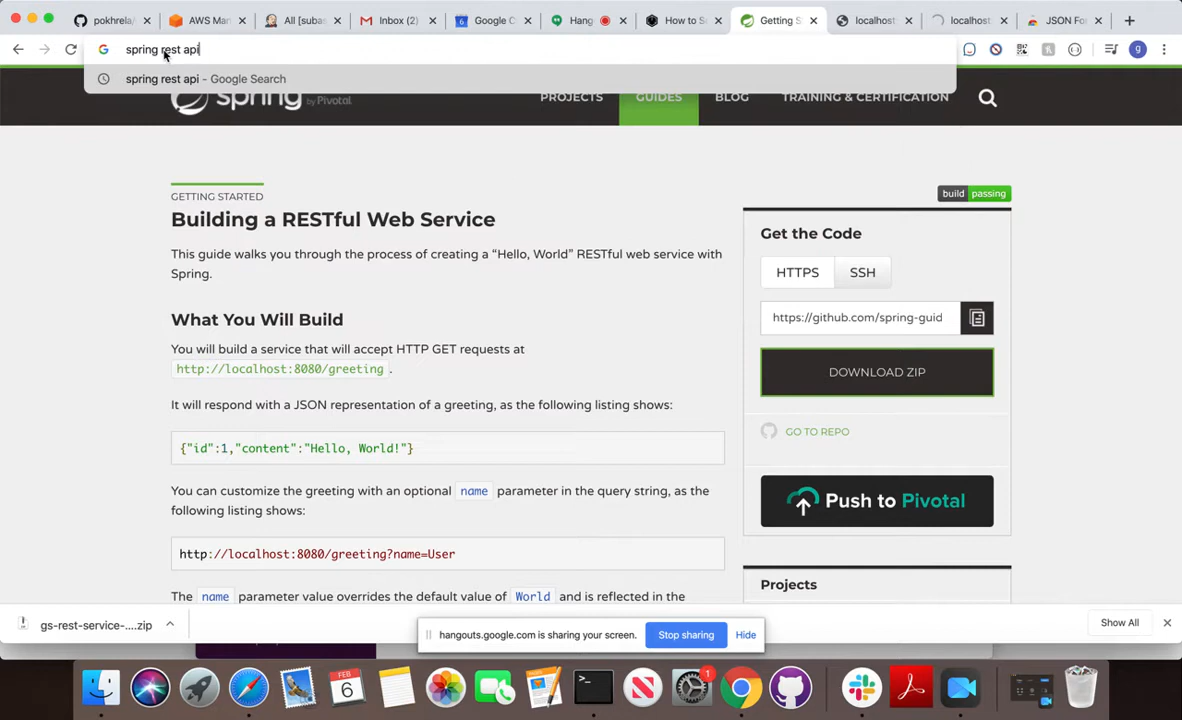 pokhrela/
AWS Man
All [subas
Inbox (2)
Google C
Hang
How to S
Getting S
localhost
localhost
JSON Fo
spring rest api
g
spring rest api - Google Search
spring by Pivotal
PROJECTS
GUIDES
BLOG
TRAINING & CERTIFICATION
GETTING STARTED
build passing
Building a RESTful Web Service
This guide walks you through the process of creating a “Hello, World” RESTful web service with
Spring.
What You Will Build
You will build a service that will accept HTTP GET requests at
http://localhost:8080/greeting .
It will respond with a JSON representation of a greeting, as the following listing shows:
{"id":1,"content":"Hello, World!"}
You can customize the greeting with an optional name parameter in the query string, as the
following listing shows:
http://localhost:8080/greeting?name=User
The name parameter value overrides the default value of World and is reflected in the
Get the Code
HTTPS
SSH
https://github.com/spring-guid
DOWNLOAD ZIP
GO TO REPO
Push to Pivotal
Projects
gs-rest-service-....zip
hangouts.google.com is sharing your screen.
Stop sharing
Hide
Show All
FEB
6
1